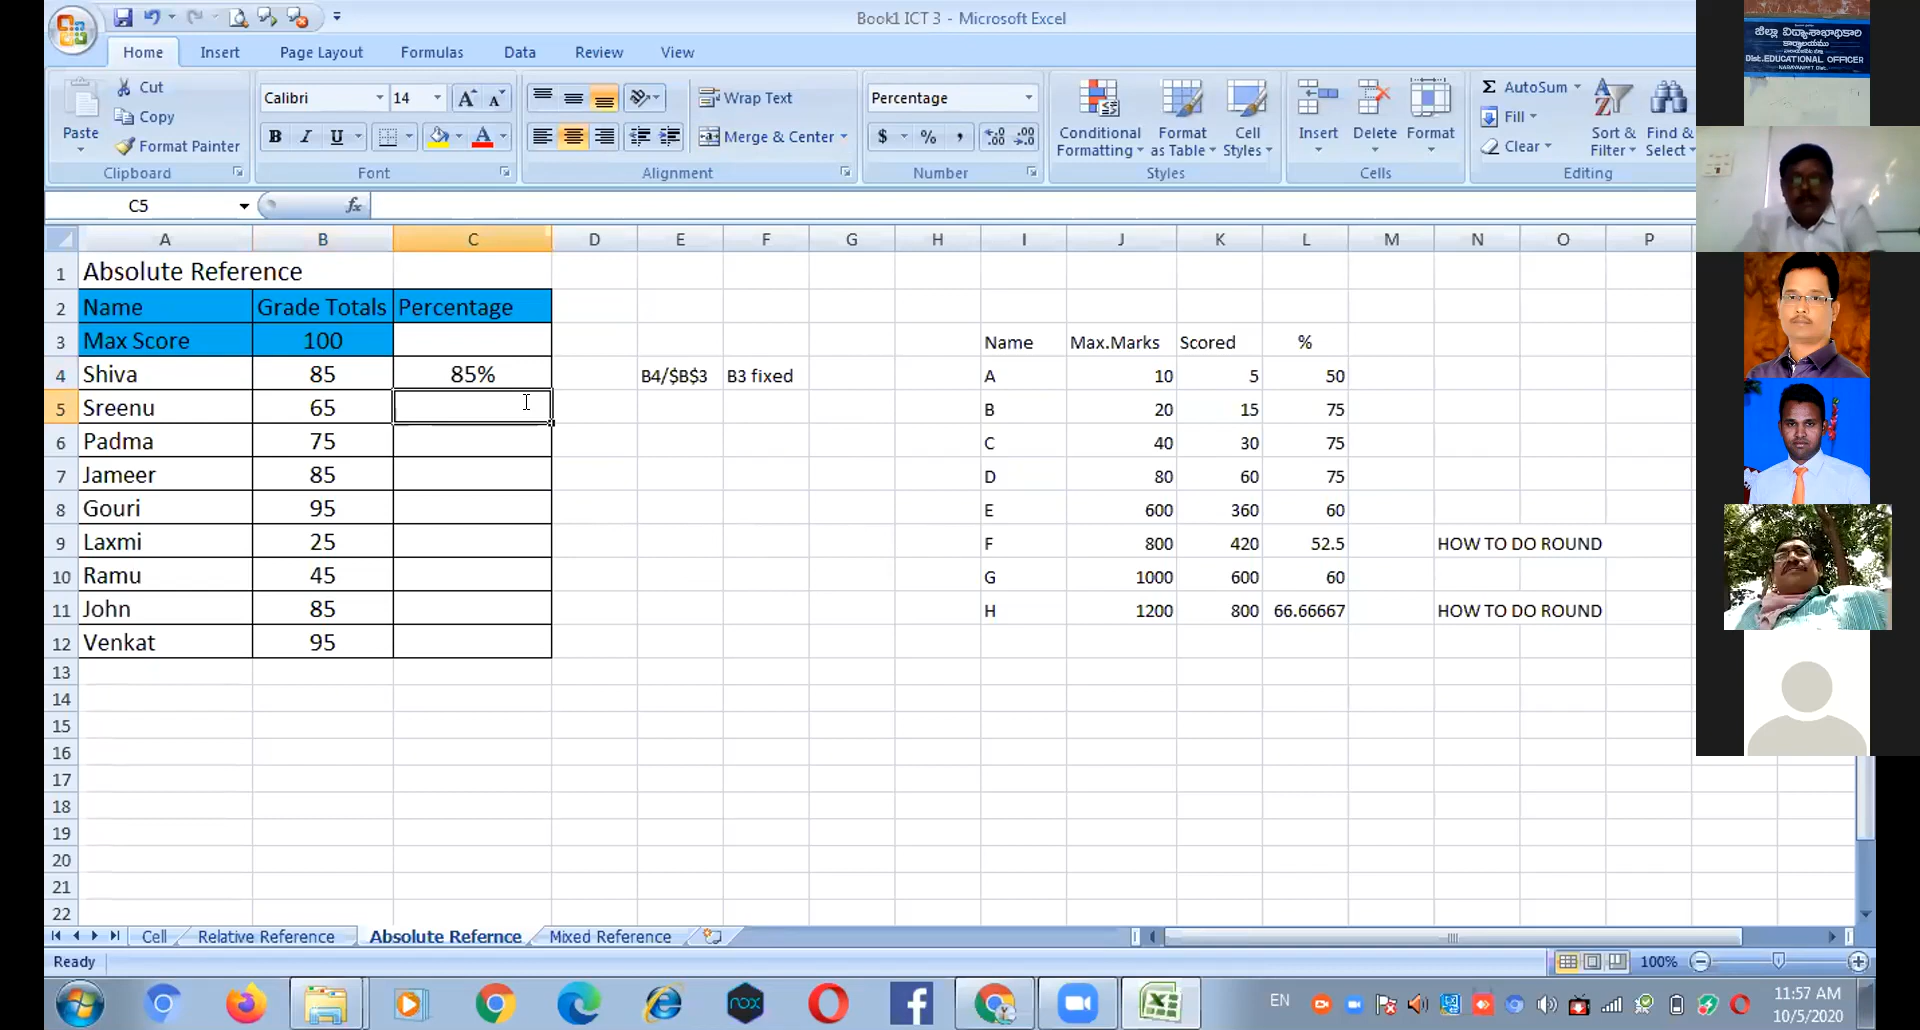 Book1 ICT 3 - Microsoft Excel
Home Insert Page Layout Formulas Data Review View
Cut
Copy
Format Painter
Paste
Clipboard
Calibri 14
B I U A
Font
Wrap Text
Merge & Center
Alignment
Percentage
$ % ,
Number
Conditional Formatting
Format as Table
Cell Styles
Styles
Insert Delete Format
Cells
Σ AutoSum
Fill
Clear
Sort & Filter
Find & Select
Editing
C5 fx
A B C D E F G H I J K L M N O P
1 Absolute Reference
2 Name Grade Totals Percentage
3 Max Score 100 Name Max.Marks Scored %
4 Shiva 85 85% B4/$B$3 B3 fixed A 10 5 50
5 Sreenu 65 B 20 15 75
6 Padma 75 C 40 30 75
7 Jameer 85 D 80 60 75
8 Gouri 95 E 600 360 60
9 Laxmi 25 F 800 420 52.5 HOW TO DO ROUND
10 Ramu 45 G 1000 600 60
11 John 85 H 1200 800 66.66667 HOW TO DO ROUND
12 Venkat 95
13
14
15
16
17
18
19
20
21
22
Cell Relative Reference Absolute Refernce Mixed Reference
Ready 100%
nox EN 11:57 AM
10/5/2020
Dist.EDUCATIONAL OFFICER
NARAYANPET Dist.